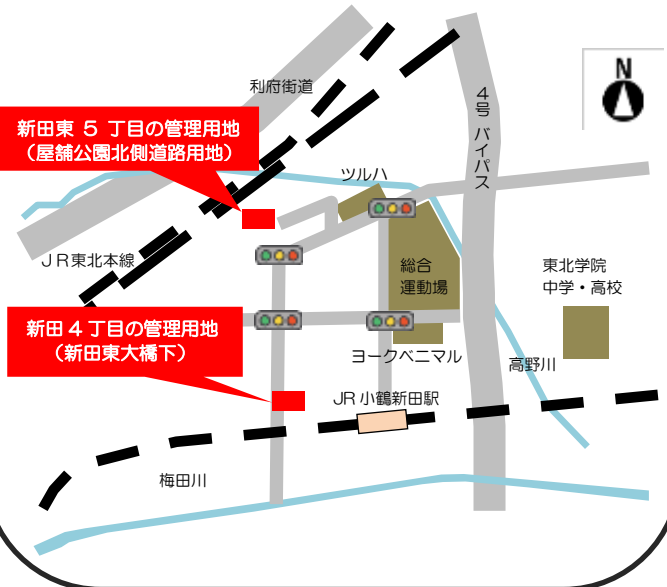 利府街道
N
4号 バイパス
新田東 5 丁目の管理用地
（屋舗公園北側道路用地）
ツルハ
ＪＲ東北本線
総合
運動場
東北学院
中学・高校
新田４丁目の管理用地
（新田東大橋下）
ヨークベニマル
高野川
JR 小鶴新田駅
梅田川